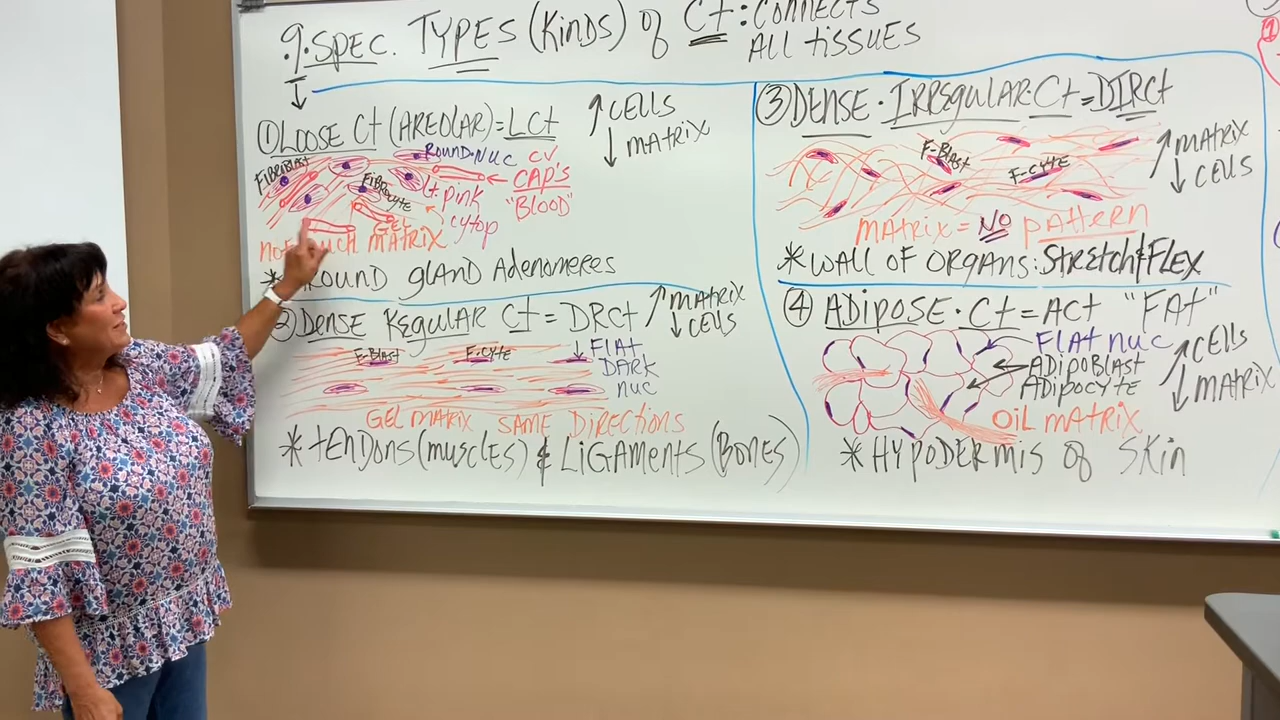 9. SPEC. TYPES (KINDS) of Ct: CONNECTS
ALL tissUES
① LOOSE Ct (AREOLAR) = LCt
↑ CELLS
↓ MATRIX
FIBRIBLAST
ROUND·NUC
CV
CAP'S
"BLOOD"
FIBROCYTE
Lt. pink
cytop
GEL
MATRIX
* AROUND gland Adenomeres
② DENSE REGULAR Ct = DRCt
↑ MATRIX
↓ CELLS
F-BLAST
F-CYTE
↓ FLAT
DARK
NUC
GEL MATRIX SAME DIRECTIONS
* tENDONS (muscles) & LIGAMENTS (BONES)
③ DENSE · IRREGULAR · Ct = DIRCt
↑ MATRIX
↓ CELLS
F-BLAST
F-CYTE
MATRIX = NO pattern
* WALL OF ORGANS: StREtCH & FLEX
④ ADIPOSE · Ct = ACt "FAt"
FLAT NUC
ADIPOBLAST
ADIPOCYTE
↑ CELLS
↓ MATRIX
OIL MATRIX
* HYPODERMIS of SKin